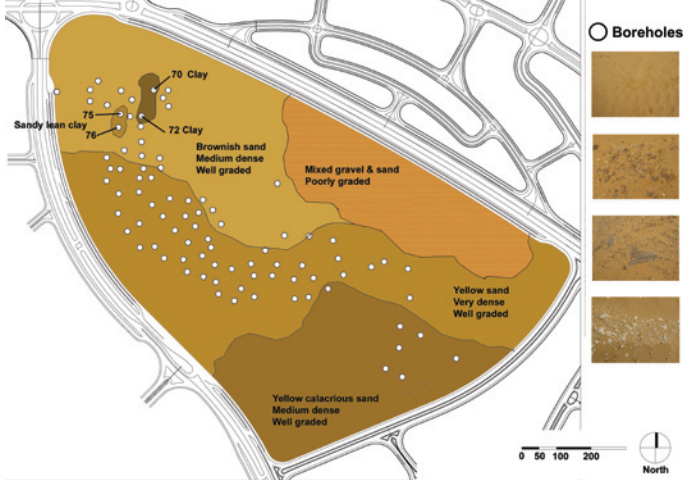 Boreholes
70 Clay
75
Sandy lean clay
72 Clay
76
Brownish sand
Medium dense
Well graded
Mixed gravel & sand
Poorly graded
Yellow sand
Very dense
Well graded
Yellow calacrious sand
Medium dense
Well graded
0 50 100 200
North